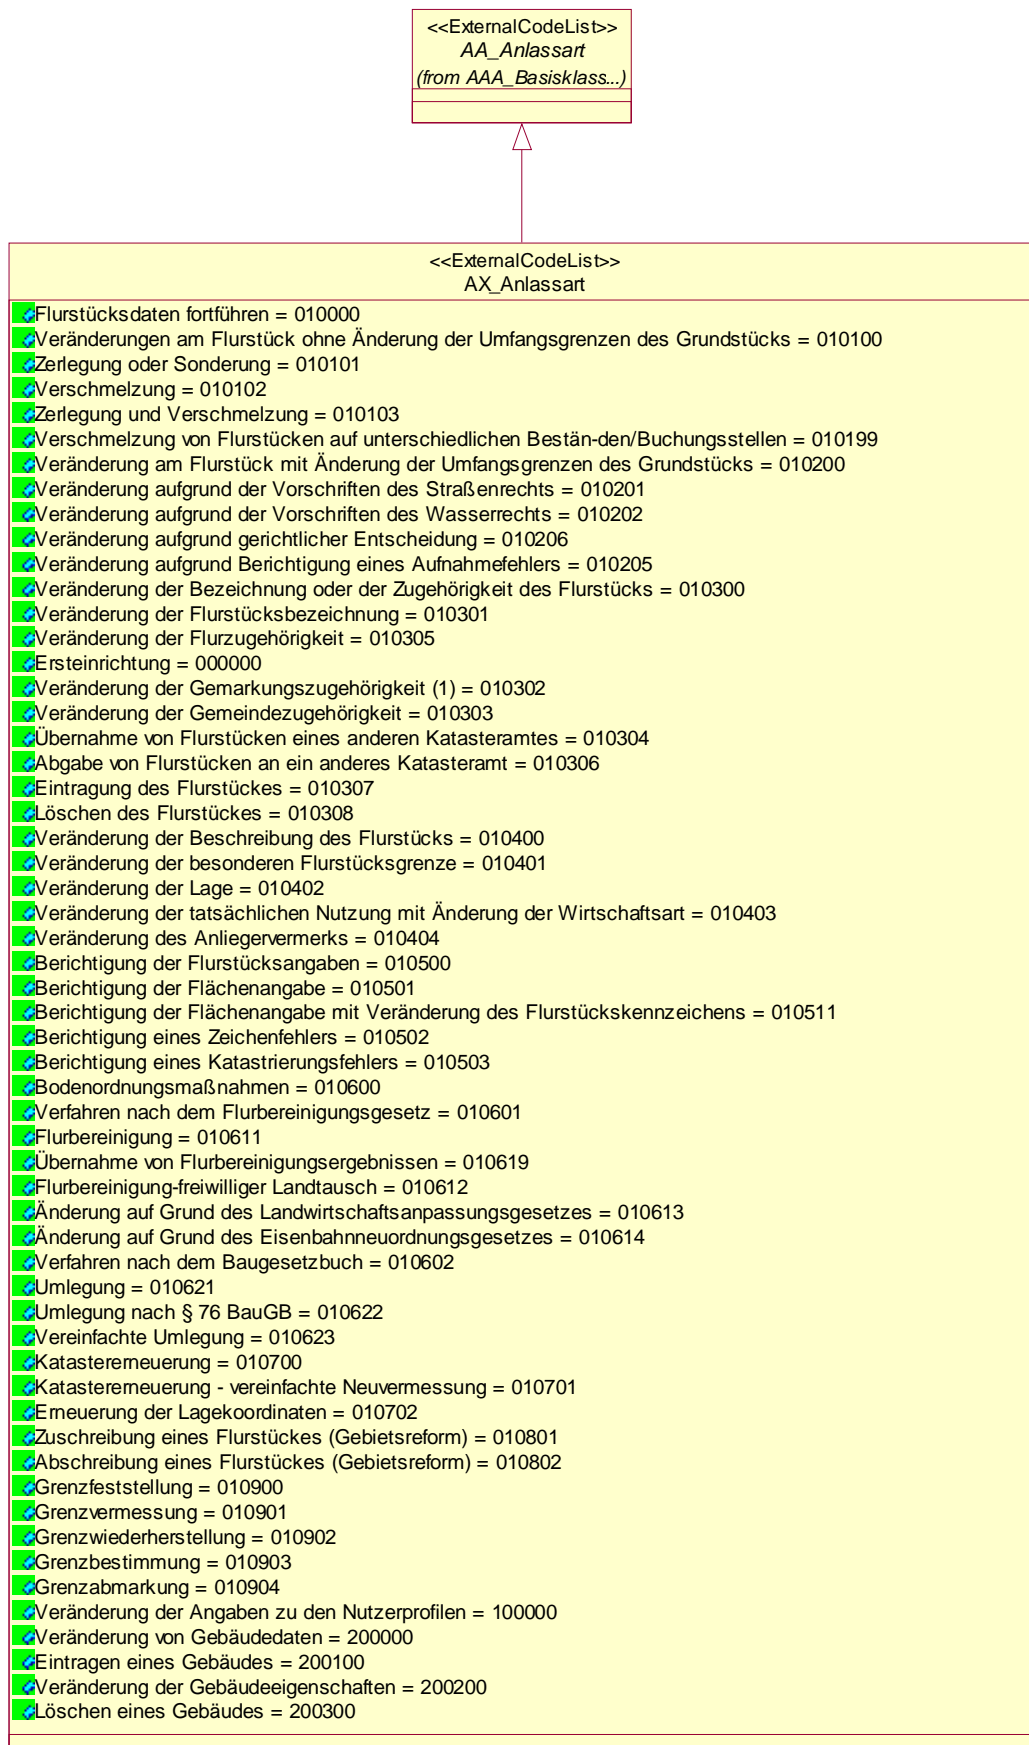 <<ExternalCodeList>>
AA_Anlassart
(from AAA_Basisklass...)
<<ExternalCodeList>>
AX_Anlassart
Flurstücksdaten fortführen = 010000
Veränderungen am Flurstück ohne Änderung der Umfangsgrenzen des Grundstücks = 010100
Zerlegung oder Sonderung = 010101
Verschmelzung = 010102
Zerlegung und Verschmelzung = 010103
Verschmelzung von Flurstücken auf unterschiedlichen Bestän-den/Buchungsstellen = 010199
Veränderung am Flurstück mit Änderung der Umfangsgrenzen des Grundstücks = 010200
Veränderung aufgrund der Vorschriften des Straßenrechts = 010201
Veränderung aufgrund der Vorschriften des Wasserrechts = 010202
Veränderung aufgrund gerichtlicher Entscheidung = 010206
Veränderung aufgrund Berichtigung eines Aufnahmefehlers = 010205
Veränderung der Bezeichnung oder der Zugehörigkeit des Flurstücks = 010300
Veränderung der Flurstücksbezeichnung = 010301
Veränderung der Flurzugehörigkeit = 010305
Ersteinrichtung = 000000
Veränderung der Gemarkungszugehörigkeit (1) = 010302
Veränderung der Gemeindezugehörigkeit = 010303
Übernahme von Flurstücken eines anderen Katasteramtes = 010304
Abgabe von Flurstücken an ein anderes Katasteramt = 010306
Eintragung des Flurstückes = 010307
Löschen des Flurstückes = 010308
Veränderung der Beschreibung des Flurstücks = 010400
Veränderung der besonderen Flurstücksgrenze = 010401
Veränderung der Lage = 010402
Veränderung der tatsächlichen Nutzung mit Änderung der Wirtschaftsart = 010403
Veränderung des Anliegervermerks = 010404
Berichtigung der Flurstücksangaben = 010500
Berichtigung der Flächenangabe = 010501
Berichtigung der Flächenangabe mit Veränderung des Flurstückskennzeichens = 010511
Berichtigung eines Zeichenfehlers = 010502
Berichtigung eines Katastrierungsfehlers = 010503
Bodenordnungsmaßnahmen = 010600
Verfahren nach dem Flurbereinigungsgesetz = 010601
Flurbereinigung = 010611
Übernahme von Flurbereinigungsergebnissen = 010619
Flurbereinigung-freiwilliger Landtausch = 010612
Änderung auf Grund des Landwirtschaftsanpassungsgesetzes = 010613
Änderung auf Grund des Eisenbahnneuordnungsgesetzes = 010614
Verfahren nach dem Baugesetzbuch = 010602
Umlegung = 010621
Umlegung nach § 76 BauGB = 010622
Vereinfachte Umlegung = 010623
Katastererneuerung = 010700
Katastererneuerung - vereinfachte Neuvermessung = 010701
Erneuerung der Lagekoordinaten = 010702
Zuschreibung eines Flurstückes (Gebietsreform) = 010801
Abschreibung eines Flurstückes (Gebietsreform) = 010802
Grenzfeststellung = 010900
Grenzvermessung = 010901
Grenzwiederherstellung = 010902
Grenzbestimmung = 010903
Grenzabmarkung = 010904
Veränderung der Angaben zu den Nutzerprofilen = 100000
Veränderung von Gebäudedaten = 200000
Eintragen eines Gebäudes = 200100
Veränderung der Gebäudeeigenschaften = 200200
Löschen eines Gebäudes = 200300